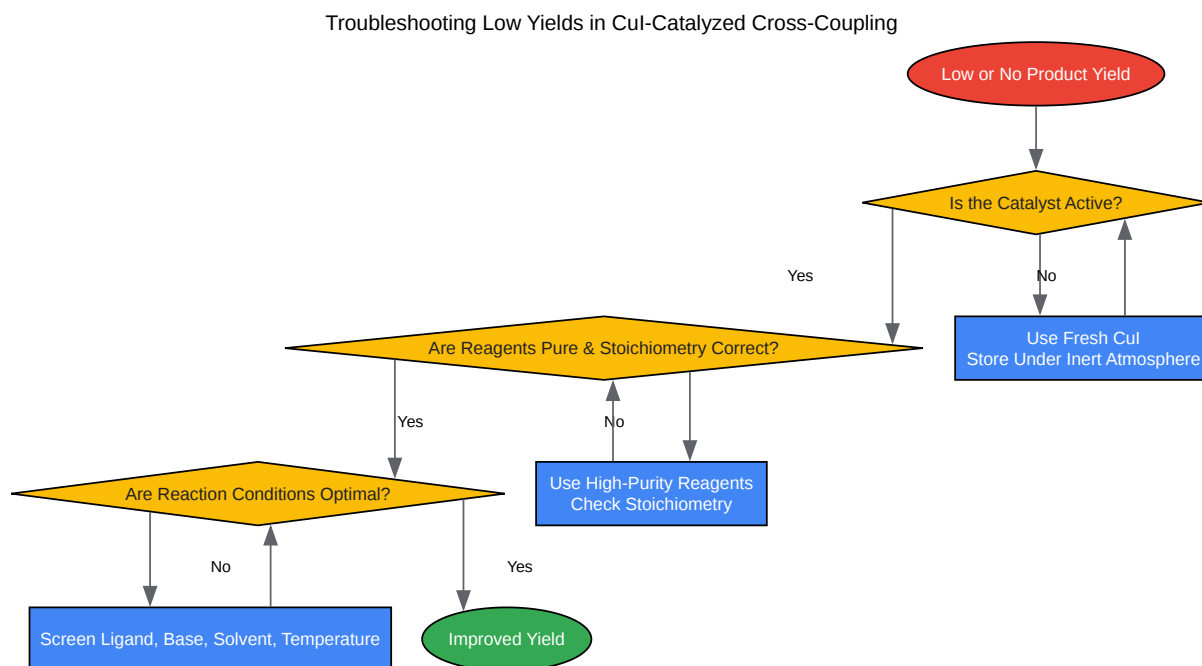 Troubleshooting Low Yields in CuI-Catalyzed Cross-Coupling
Low or No Product Yield
Is the Catalyst Active?
Yes
No
Use Fresh CuI
Store Under Inert Atmosphere
Are Reagents Pure & Stoichiometry Correct?
Yes
No
Use High-Purity Reagents
Check Stoichiometry
Are Reaction Conditions Optimal?
No
Yes
Screen Ligand, Base, Solvent, Temperature
Improved Yield